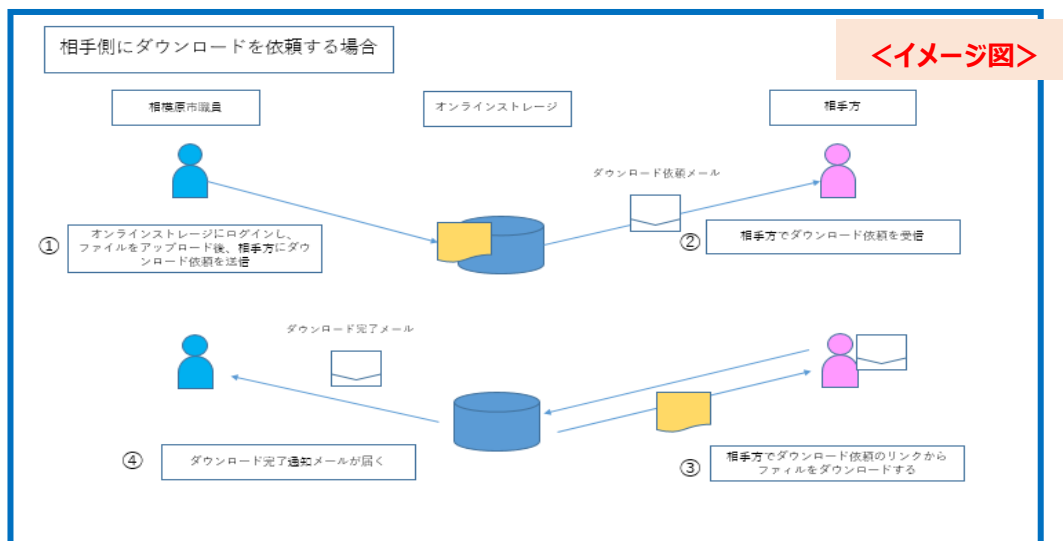 相手側にダウンロードを依頼する場合
<イメージ図>
相模原市職員
オンラインストレージ
相手方
ダウンロード依頼メール
①
オンラインストレージにログインし、
ファイルをアップロード後、相手方にダウ
ンロード依頼を送信
②
相手方でダウンロード依頼を受信
ダウンロード完了メール
④
ダウンロード完了通知メールが届く
③
相手方でダウンロード依頼のリンクから
ファィルをダウンロードする